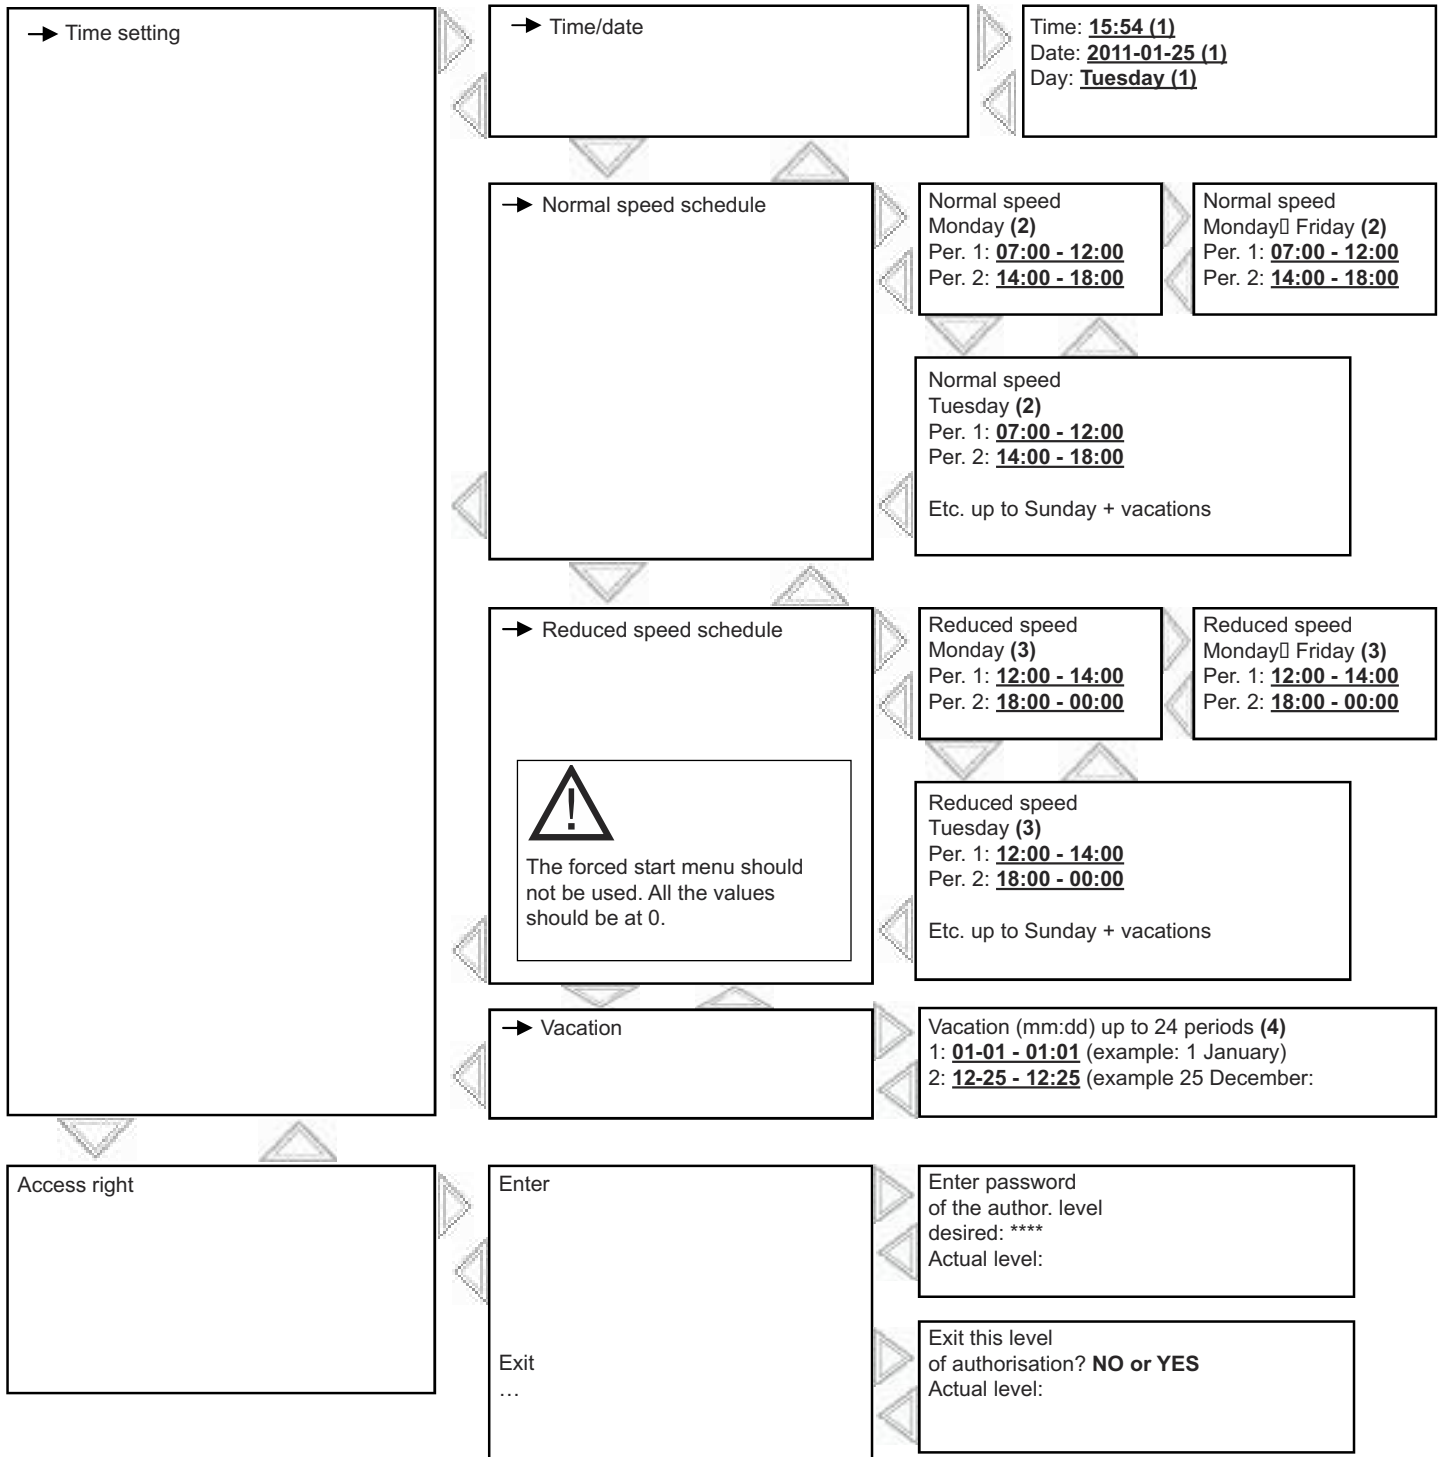 Time setting
Time/date
Time: 15:54 (1)
Date: 2011-01-25 (1)
Day: Tuesday (1)
Normal speed schedule
Normal speed
Monday (2)
Per. 1: 07:00 - 12:00
Per. 2: 14:00 - 18:00
Normal speed
Monday▯ Friday (2)
Per. 1: 07:00 - 12:00
Per. 2: 14:00 - 18:00
Normal speed
Tuesday (2)
Per. 1: 07:00 - 12:00
Per. 2: 14:00 - 18:00
Etc. up to Sunday + vacations
Reduced speed schedule
The forced start menu should
not be used. All the values
should be at 0.
Reduced speed
Monday (3)
Per. 1: 12:00 - 14:00
Per. 2: 18:00 - 00:00
Reduced speed
Monday▯ Friday (3)
Per. 1: 12:00 - 14:00
Per. 2: 18:00 - 00:00
Reduced speed
Tuesday (3)
Per. 1: 12:00 - 14:00
Per. 2: 18:00 - 00:00
Etc. up to Sunday + vacations
Vacation
Vacation (mm:dd) up to 24 periods (4)
1: 01-01 - 01:01 (example: 1 January)
2: 12-25 - 12:25 (example 25 December:
Access right
Enter
Enter password
of the author. level
desired: ****
Actual level:
Exit
…
Exit this level
of authorisation? NO or YES
Actual level: